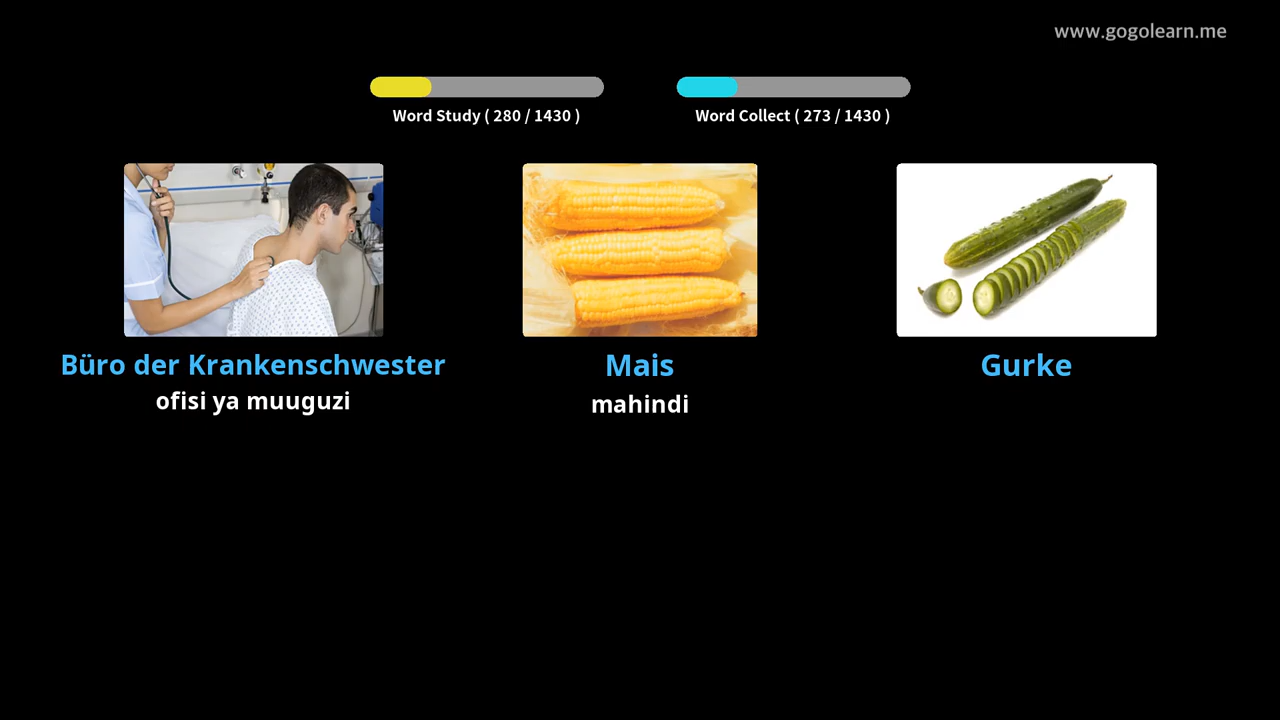 www.gogolearn.me
Word Study ( 280 / 1430 )
Word Collect ( 273 / 1430 )
Büro der Krankenschwester
ofisi ya muuguzi
Mais
mahindi
Gurke